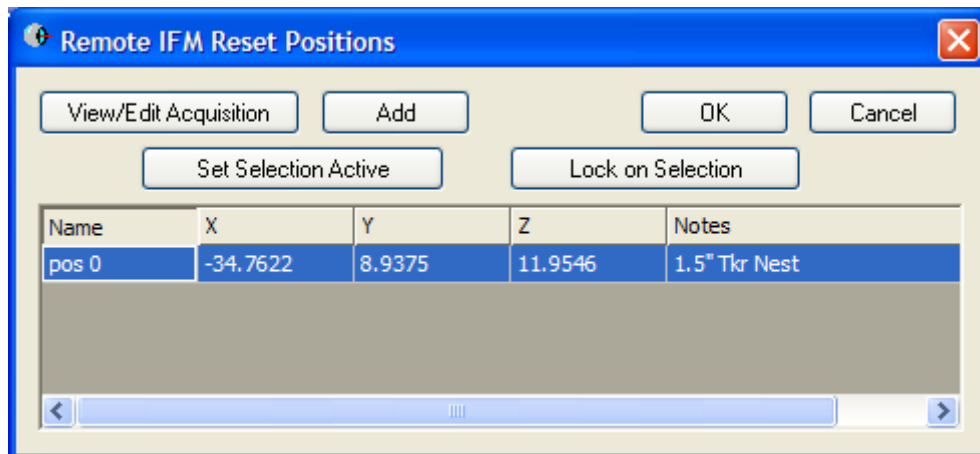 Remote IFM Reset Positions
View/Edit Acquisition Add OK Cancel
Set Selection Active Lock on Selection
Name X Y Z Notes
pos 0 -34.7622 8.9375 11.9546 1.5" Tkr Nest